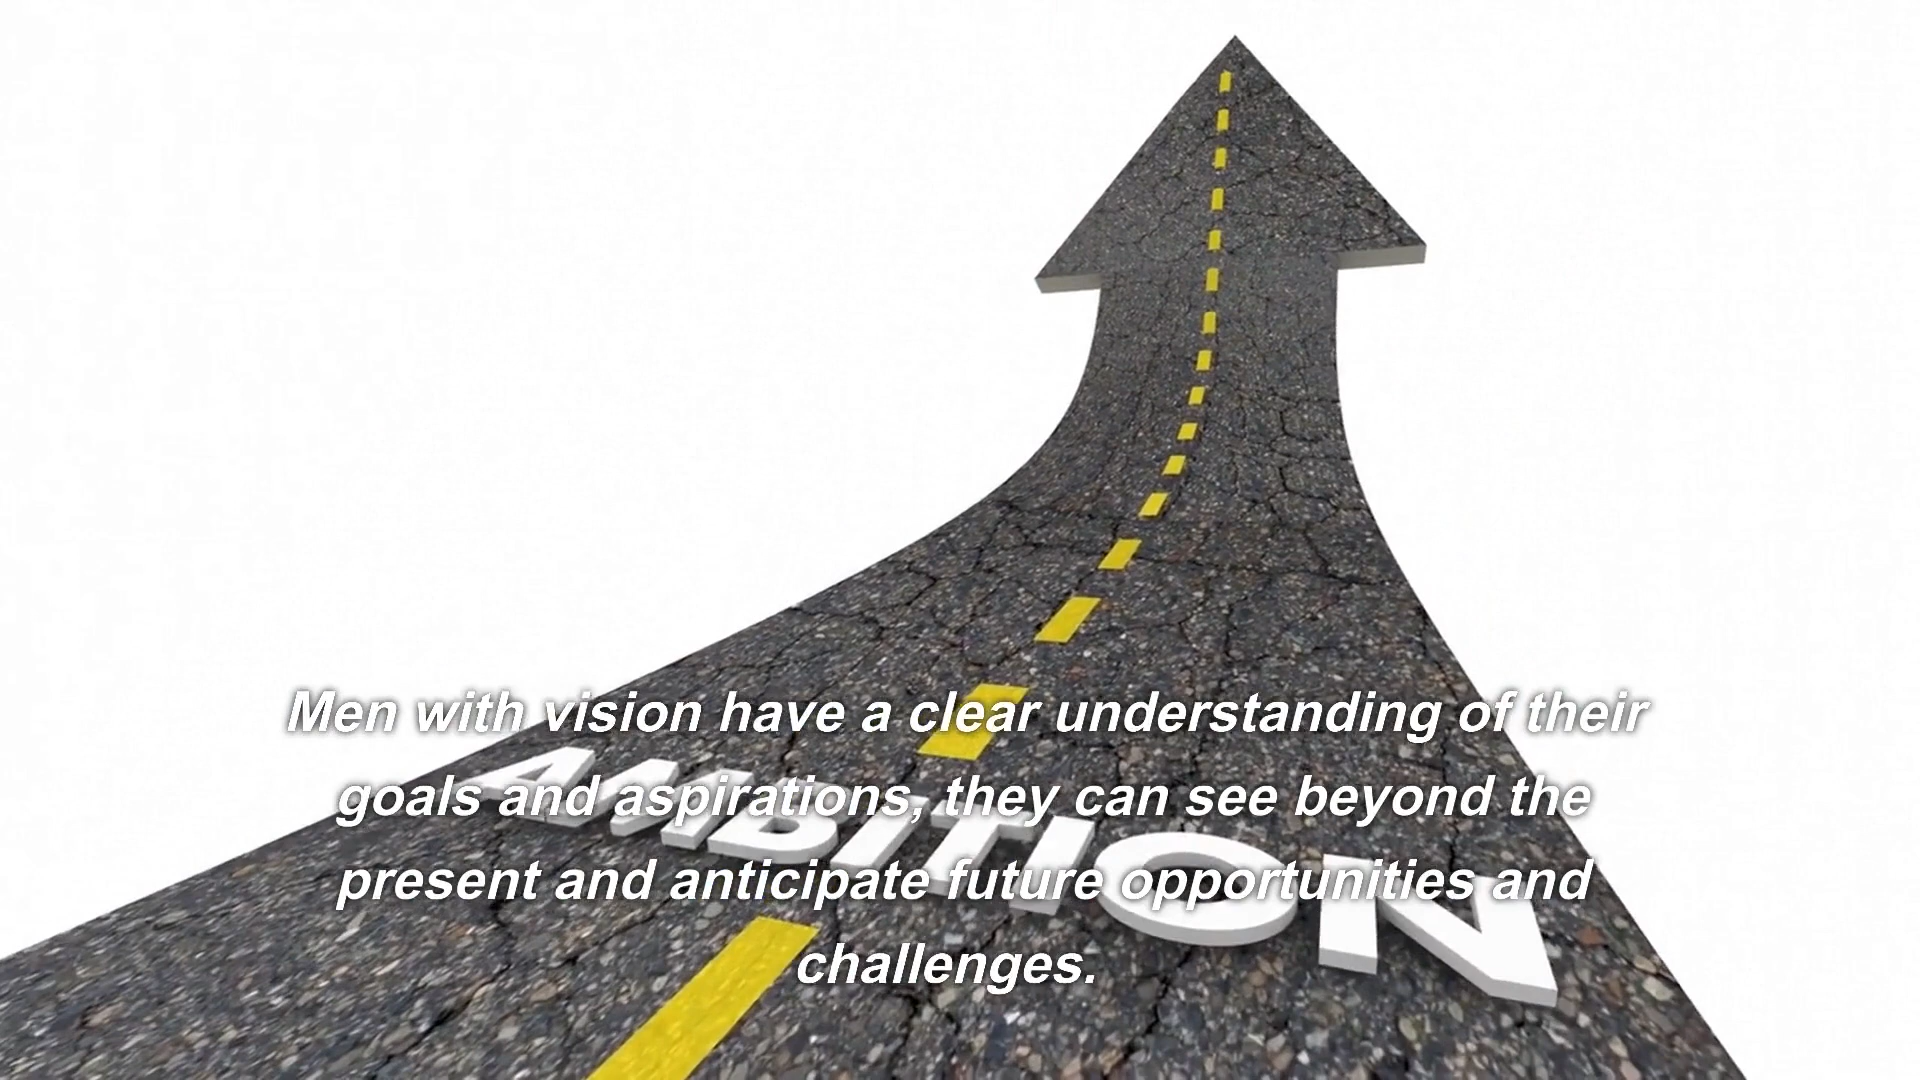 Men with vision have a clear understanding of their
goals and aspirations, they can see beyond the
present and anticipate future opportunities and
challenges.
AMBITION